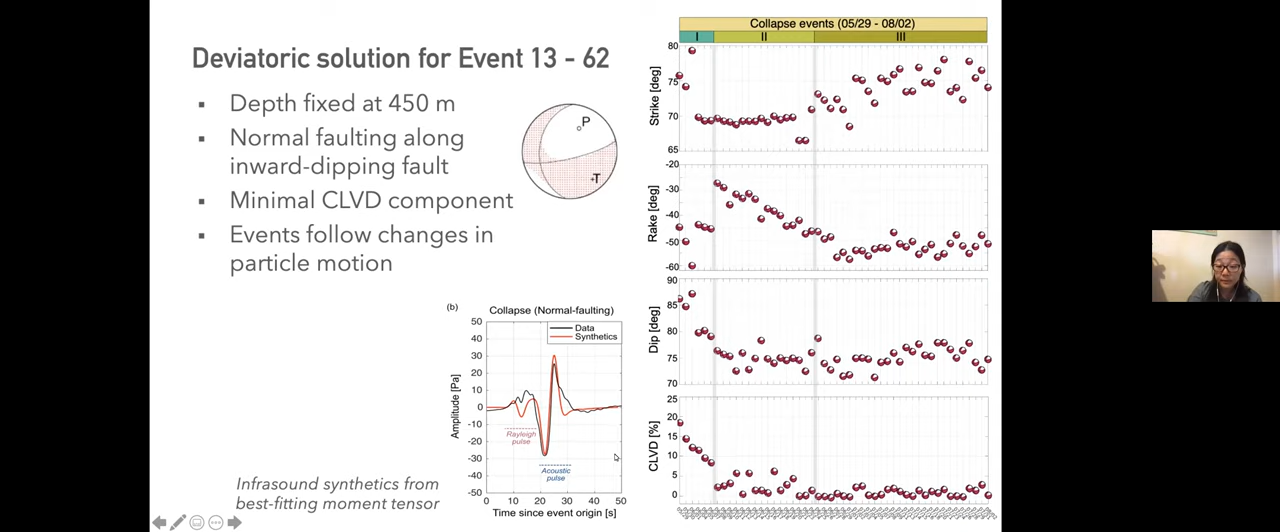 Deviatoric solution for Event 13 - 62
▪ Depth fixed at 450 m
▪ Normal faulting along
inward-dipping fault
▪ Minimal CLVD component
▪ Events follow changes in
particle motion
P
T
(b)
Collapse (Normal-faulting)
Data
Synthetics
50
40
30
20
10
0
-10
-20
-30
-40
-50
Amplitude [Pa]
Rayleigh
pulse
Acoustic
pulse
0 10 20 30 40 50
Time since event origin [s]
Infrasound synthetics from
best-fitting moment tensor
Collapse events (05/29 - 08/02)
I II III
80
75
70
65
Strike [deg]
-20
-30
-40
-50
-60
Rake [deg]
90
85
80
75
70
Dip [deg]
25
20
15
10
5
0
CLVD [%]